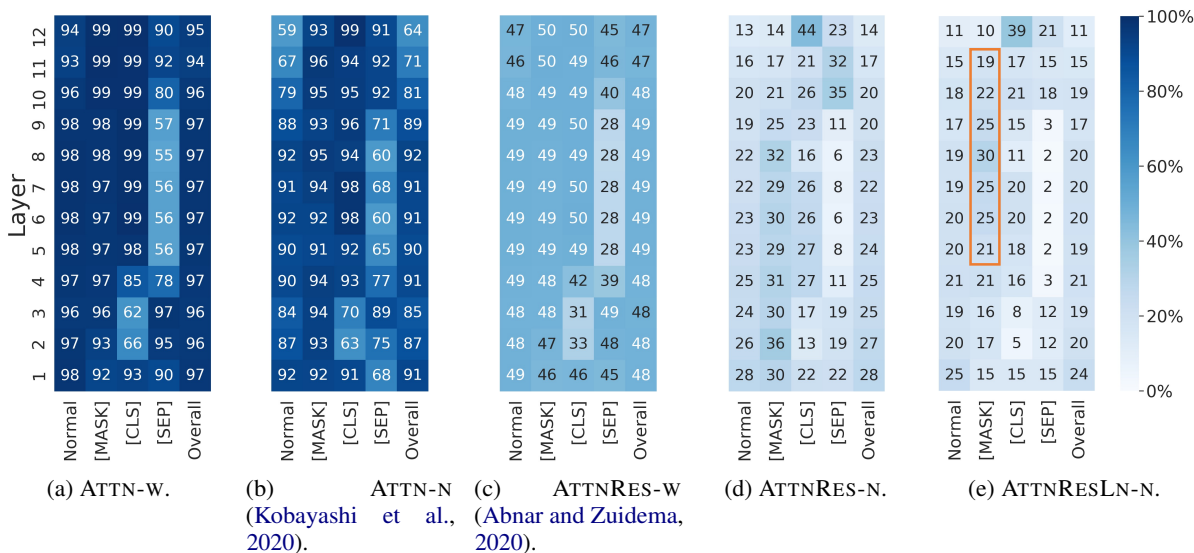 12 94 99 99 90 95 59 93 99 91 64 47 50 50 45 47 13 14 44 23 14 11 10 39 21 11 100%
11 93 99 99 92 94 67 96 94 92 71 46 50 49 46 47 16 17 21 32 17 15 19 17 15 15
10 96 99 99 80 96 79 95 95 92 81 48 49 49 40 48 20 21 26 35 20 18 22 21 18 19 80%
9 98 98 99 57 97 88 93 96 71 89 49 49 49 28 49 19 25 23 11 20 17 25 15 3 17
8 98 98 99 55 97 92 95 94 60 92 49 49 49 28 49 22 32 16 6 23 19 30 11 2 20 60%
7 98 97 99 56 97 91 94 98 68 91 49 49 50 28 49 22 29 26 8 22 19 25 20 2 20
6 98 97 99 56 97 92 92 98 60 91 49 49 50 28 49 23 30 26 6 23 20 25 20 2 20
5 98 97 98 56 97 90 91 92 65 90 49 49 49 28 49 23 29 27 8 24 20 21 18 2 19 40%
4 97 97 85 78 97 90 94 93 77 91 48 49 42 39 48 25 31 27 11 25 21 21 16 3 21
3 96 96 62 97 96 84 94 70 89 85 48 48 31 49 48 24 30 17 19 25 19 16 8 12 19 20%
2 97 93 66 95 96 87 93 63 75 87 48 47 33 48 48 26 36 13 19 27 20 17 5 12 20
1 98 92 93 90 97 92 92 91 68 91 49 46 46 45 48 28 30 22 22 28 25 15 15 15 24 0%
Layer
Normal [MASK] [CLS] [SEP] Overall Normal [MASK] [CLS] [SEP] Overall Normal [MASK] [CLS] [SEP] Overall Normal [MASK] [CLS] [SEP] Overall Normal [MASK] [CLS] [SEP] Overall
(a) ATTN-W.
(b) ATTN-N
(Kobayashi et al.,
2020).
(c) ATTNRES-W
(Abnar and Zuidema,
2020).
(d) ATTNRES-N.
(e) ATTNRESLN-N.